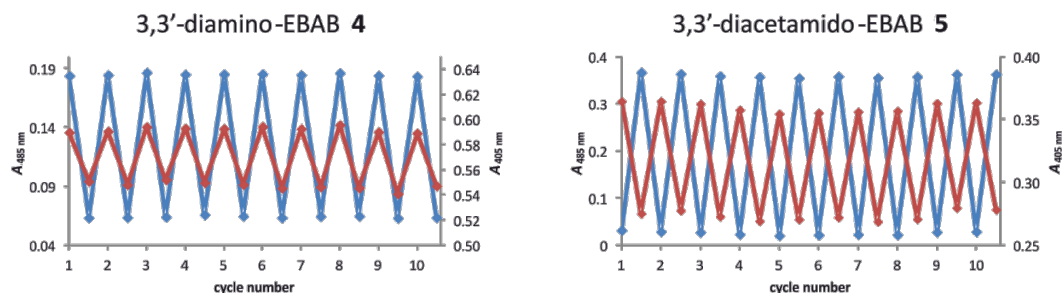 3,3'-diamino-EBAB 4
0.19
0.14
0.09
0.04
A 485 nm
0.64
0.62
0.60
0.58
0.56
0.54
0.52
0.50
A 405 nm
1 2 3 4 5 6 7 8 9 10
cycle number
3,3'-diacetamido-EBAB 5
0.4
0.3
0.2
0.1
0
A 485 nm
0.40
0.35
0.30
0.25
A 405 nm
1 2 3 4 5 6 7 8 9 10
cycle number